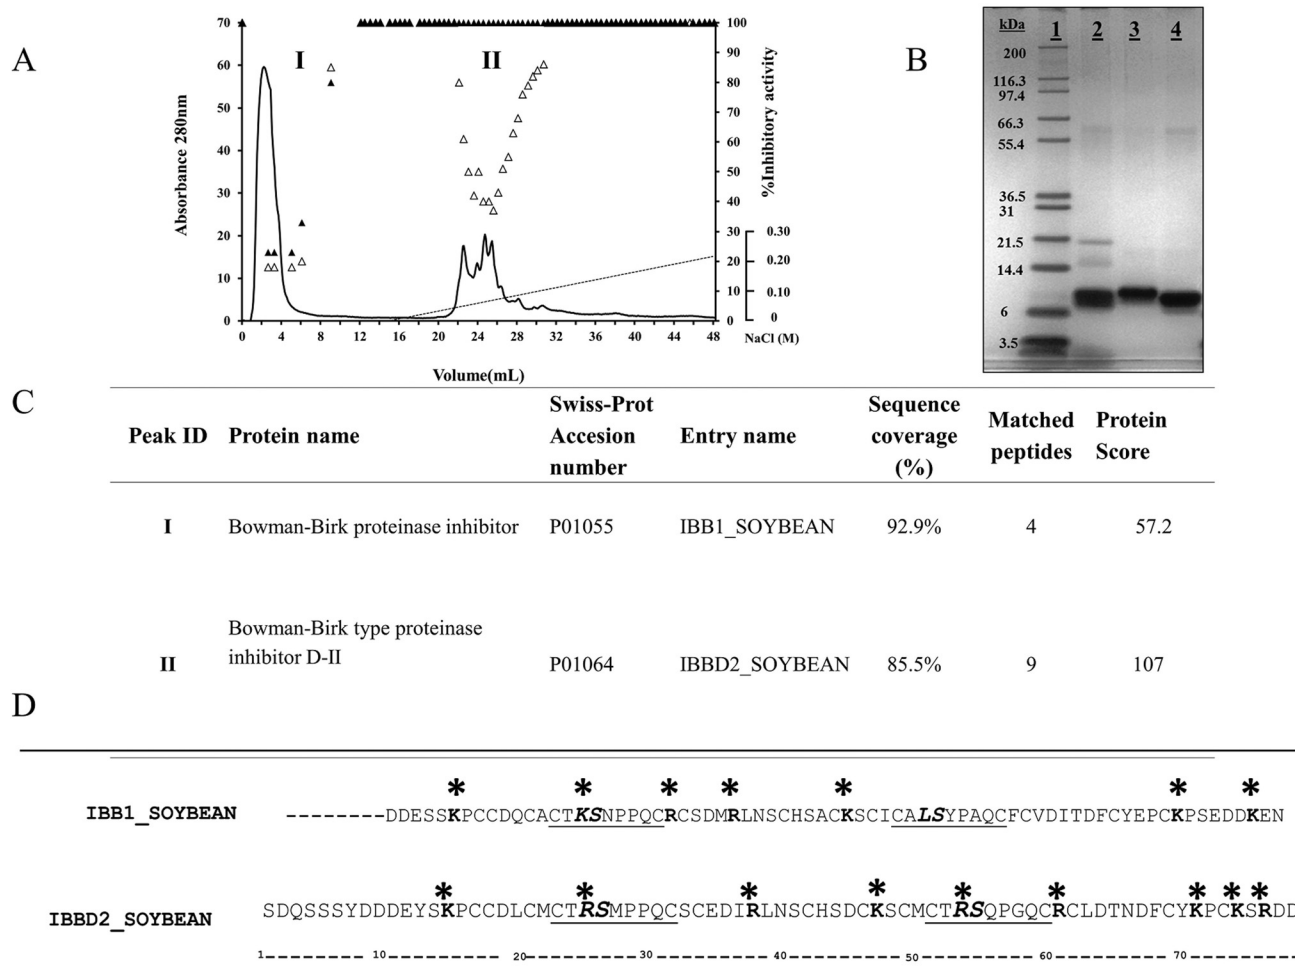 A
I
II
Absorbance 280nm
70
60
50
40
30
20
10
0
100
90
80
70
60
50
40
30
20
10
0
%Inhibitory activity
0.30
0.20
0.10
0
NaCl (M)
0 4 8 12 16 20 24 28 32 36 40 44 48
Volume(mL)
B
kDa 1 2 3 4
200
116.3
97.4
66.3
55.4
36.5
31
21.5
14.4
6
3.5
C
Peak ID Protein name Swiss-Prot Accesion number Entry name Sequence coverage (%) Matched peptides Protein Score
I Bowman-Birk proteinase inhibitor P01055 IBB1_SOYBEAN 92.9% 4 57.2
II Bowman-Birk type proteinase inhibitor D-II P01064 IBBD2_SOYBEAN 85.5% 9 107
D
* * * * * * *
IBB1_SOYBEAN --------DDESSKPCCDQCACTKSNPPQCRCSDMRLNSCHSACKSCICALSYPAQCFCVDITDFCYEPCKPSEDDKEN
* * * * * * * * *
IBBD2_SOYBEAN SDQSSSYDDDEYSKPCCDLCMCTRSMPPQCSCEDIRLNSCHSDCKSCMCTRSQPGQCRCLDTNDFCYKPCKSRDD
1--------10----------20---------30---------40---------50---------60---------70-------